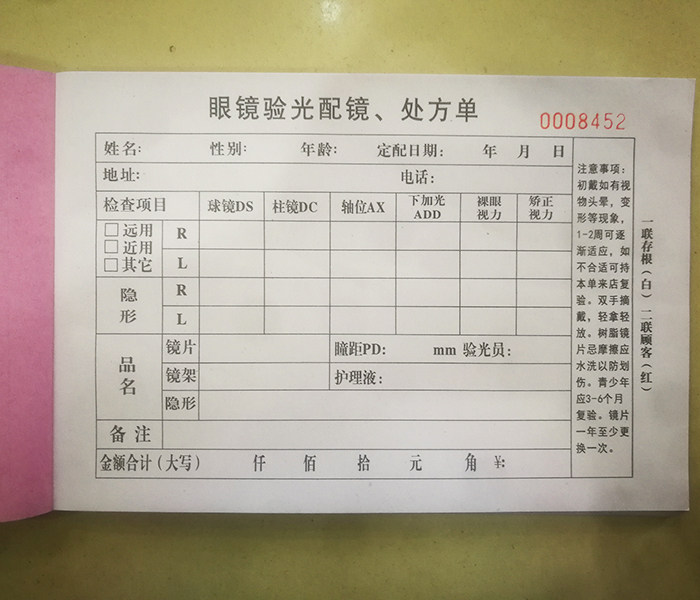 眼镜验光配镜、处方单
0008452
姓名： 性别： 年龄： 定配日期： 年 月 日
地址： 电话：
检查项目 球镜DS 柱镜DC 轴位AX 下加光ADD 裸眼视力 矫正视力
□远用 R
□近用
□其它 L
隐形 R
L
品名 镜片 瞳距PD： mm 验光员：
镜架 护理液：
隐形
备注
金额合计（大写） 仟 佰 拾 元 角 ¥：
注意事项：
初戴如有视
物头晕，变
形等现象，
1-2周可逐
渐适应，如
不合适可持
本单来店复
验。双手摘
戴，轻拿轻
放。树脂镜
片忌摩擦应
水洗以防划
伤。青少年
应3-6个月
复验。镜片
一年至少更
换一次。
一联存根（白） 二联顾客（红）